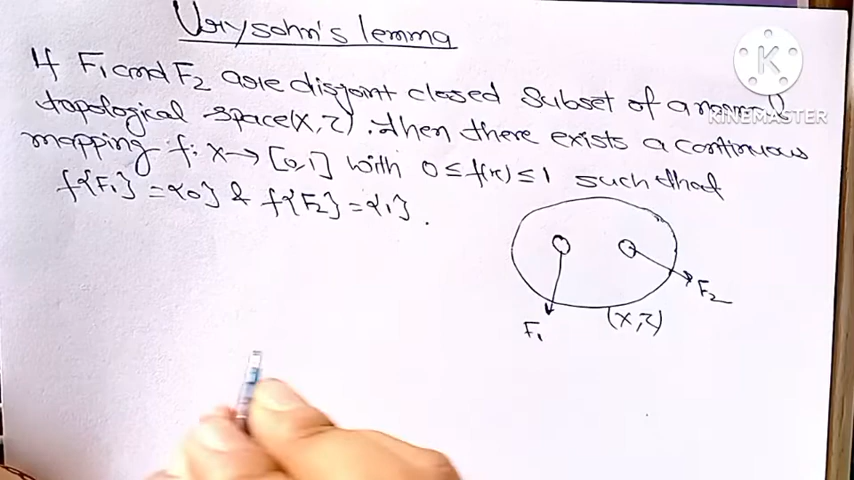 Urysohn's lemma
If F₁ and F₂ are disjoint closed subset of a normal
topological space (X, τ). then there exists a continuous
mapping f: X → [0,1] with 0 ≤ f(x) ≤ 1 such that
f{F₁} = {0} & f{F₂} = {1}.
F₂
(X, τ)
F₁
K
KINEMASTER